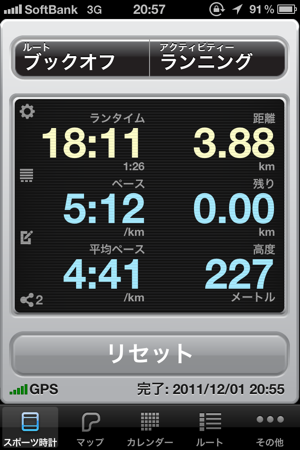 SoftBank 3G 20:57 91%
ルート アクティビティー
ブックオフ ランニング
ランタイム 距離
18:11 3.88
1:26 km
ペース 残り
5:12 0.00
/km km
平均ペース 高度
4:41 227
/km メートル
2
リセット
GPS 完了: 2011/12/01 20:55
スポーツ時計 マップ カレンダー ルート その他